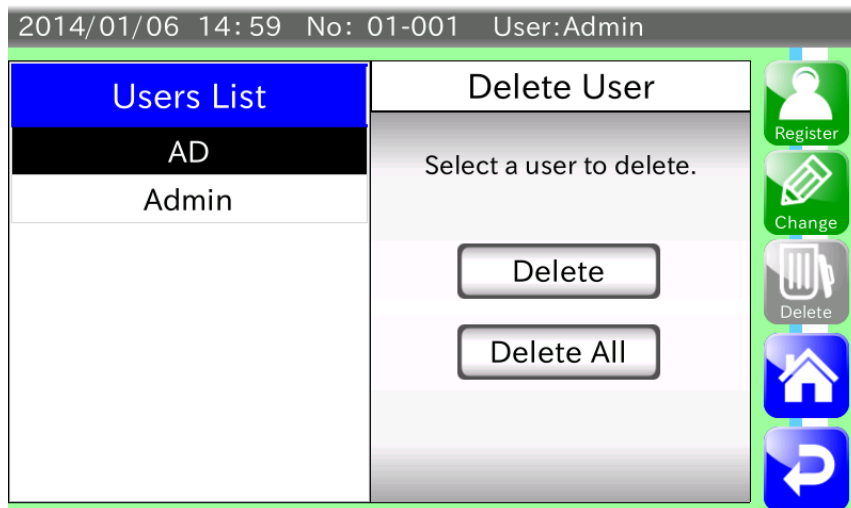 2014/01/06 14:59 No: 01-001 User:Admin
Users List
AD
Admin
Delete User
Select a user to delete.
Delete
Delete All
Register
Change
Delete